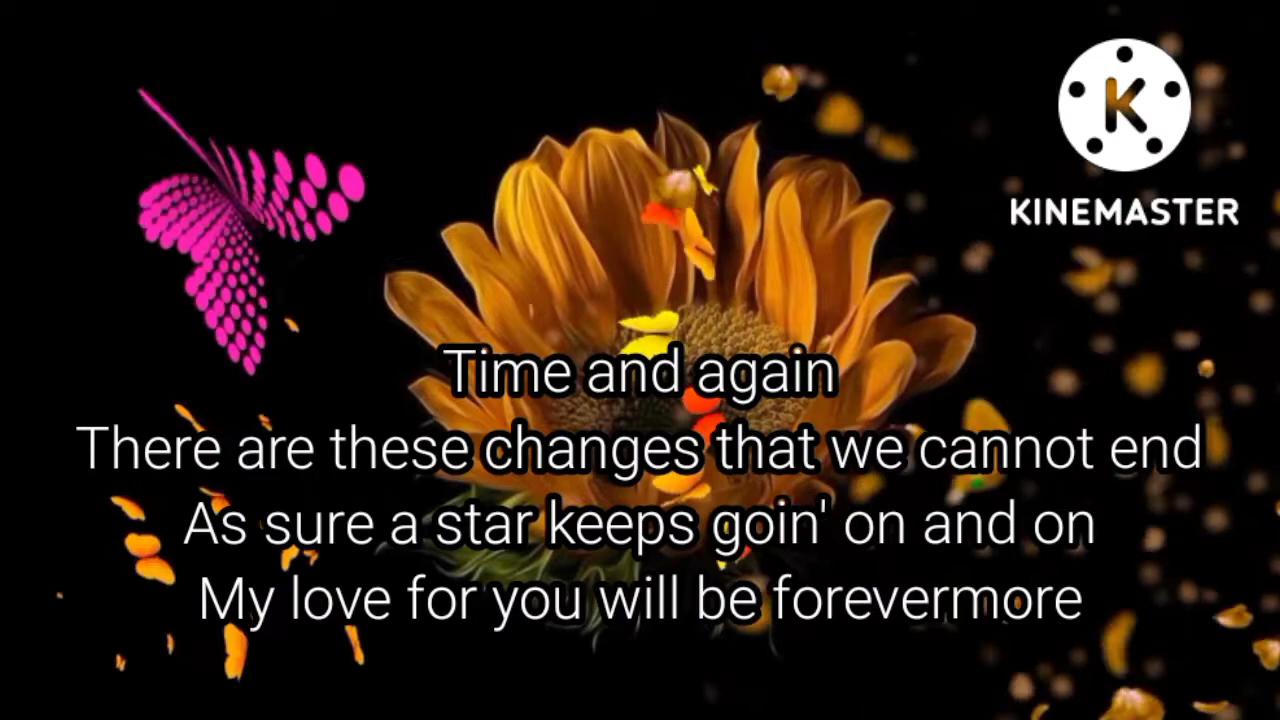 K
KINEMASTER
Time and again
There are these changes that we cannot end
As sure a star keeps goin' on and on
My love for you will be forevermore